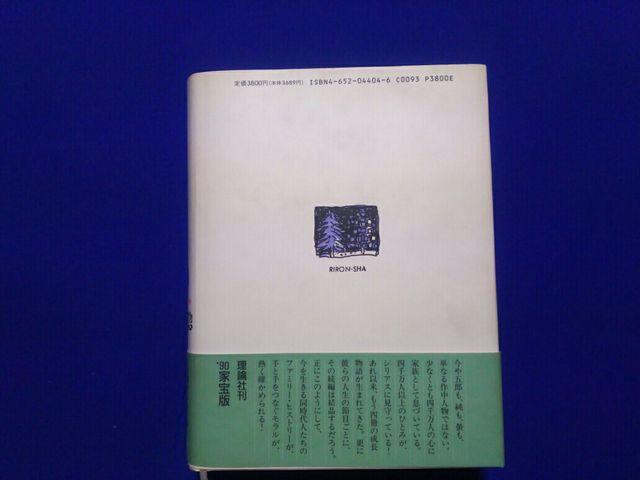 定価3800円(本体3689円) ISBN4-652-04404-6 C0093 P3800E
RIRON-SHA
今や五郎も、純も、螢も、
単なる作中人物ではない。
少なくとも四千万人の心に
家族として息づいている。
四千万人以上のひとみが、
シリアスに見守っている!
あれ以来、もう四冊の成長
物語が生まれてきた。更に
彼らの人生の節目ごとに、
その続編は結晶するだろう。
正にこのようにして、
今を生きる同時代人たちの
ファミリー・ヒストリーが、
手と手をつなぐモラルが、
熱く確かめられる!
理論社刊
'90家宝版